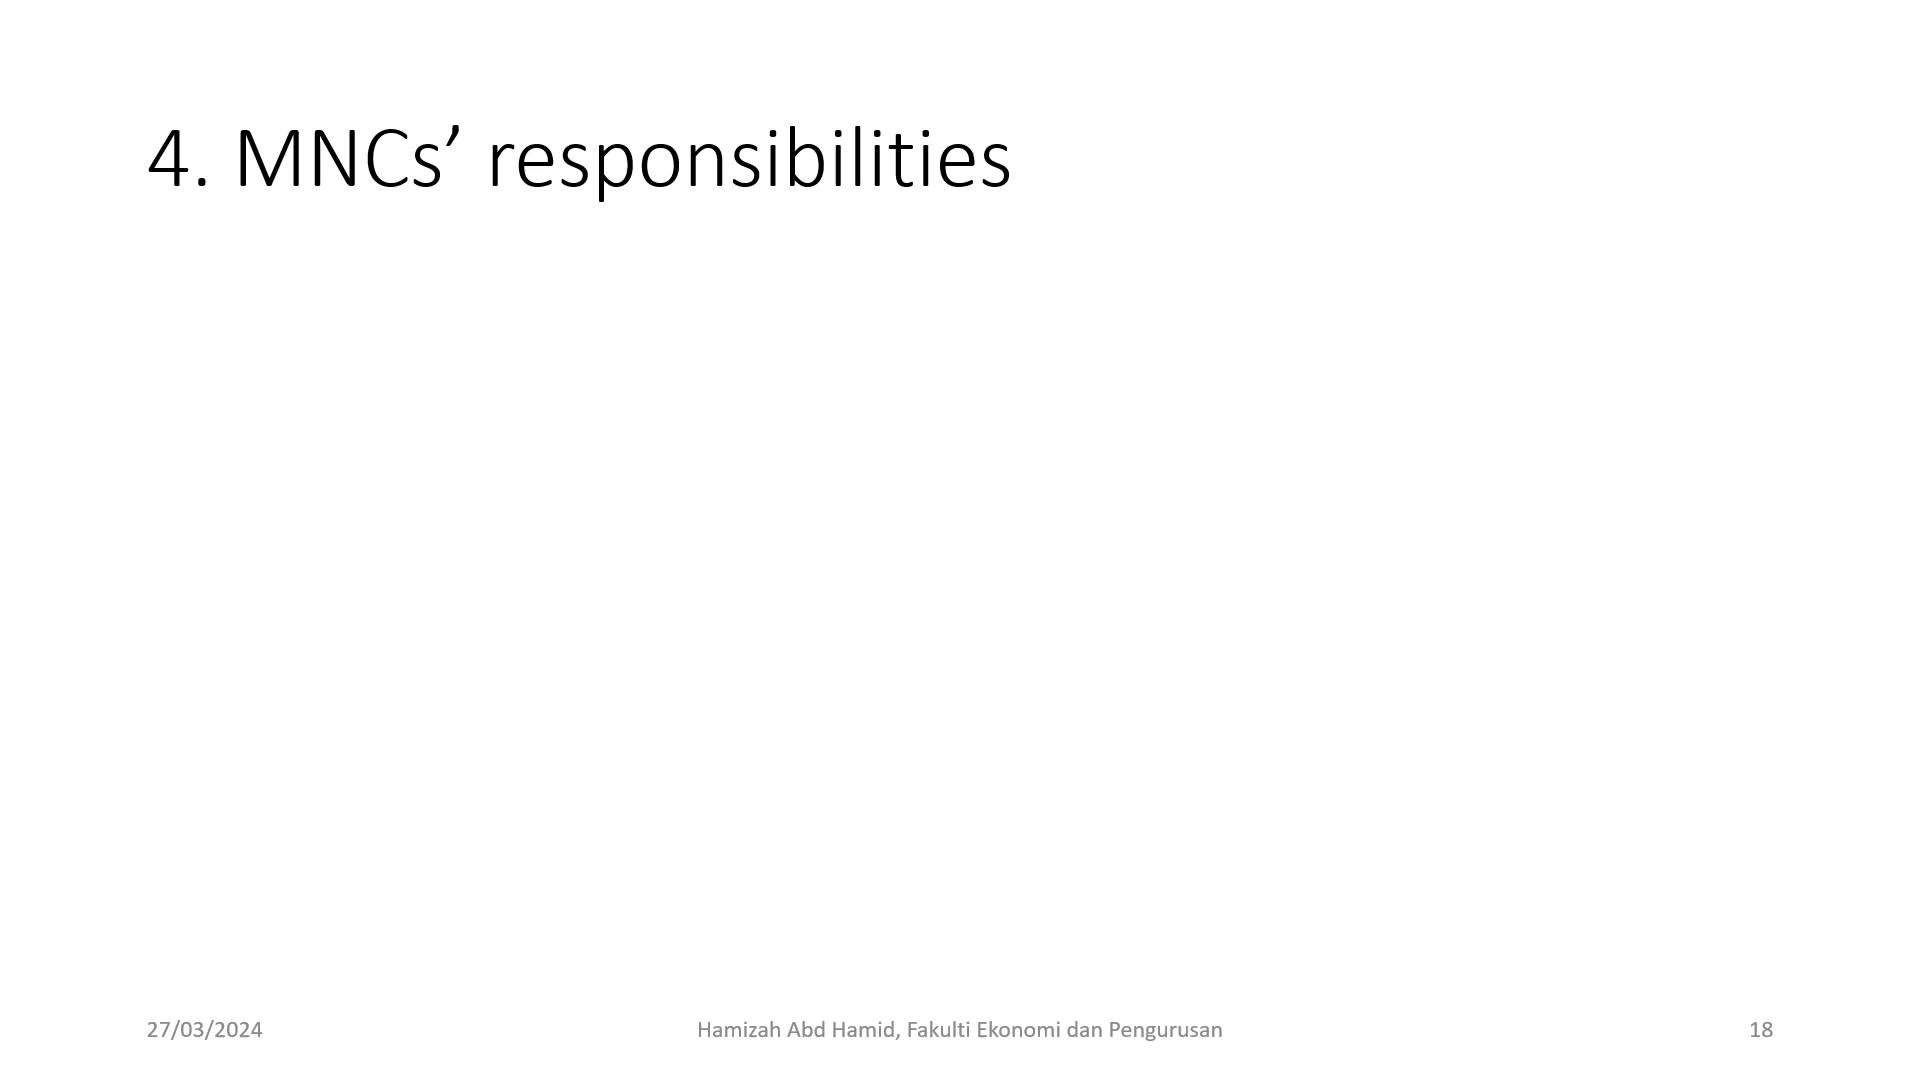 4. MNCs’ responsibilities
27/03/2024
Hamizah Abd Hamid, Fakulti Ekonomi dan Pengurusan
18